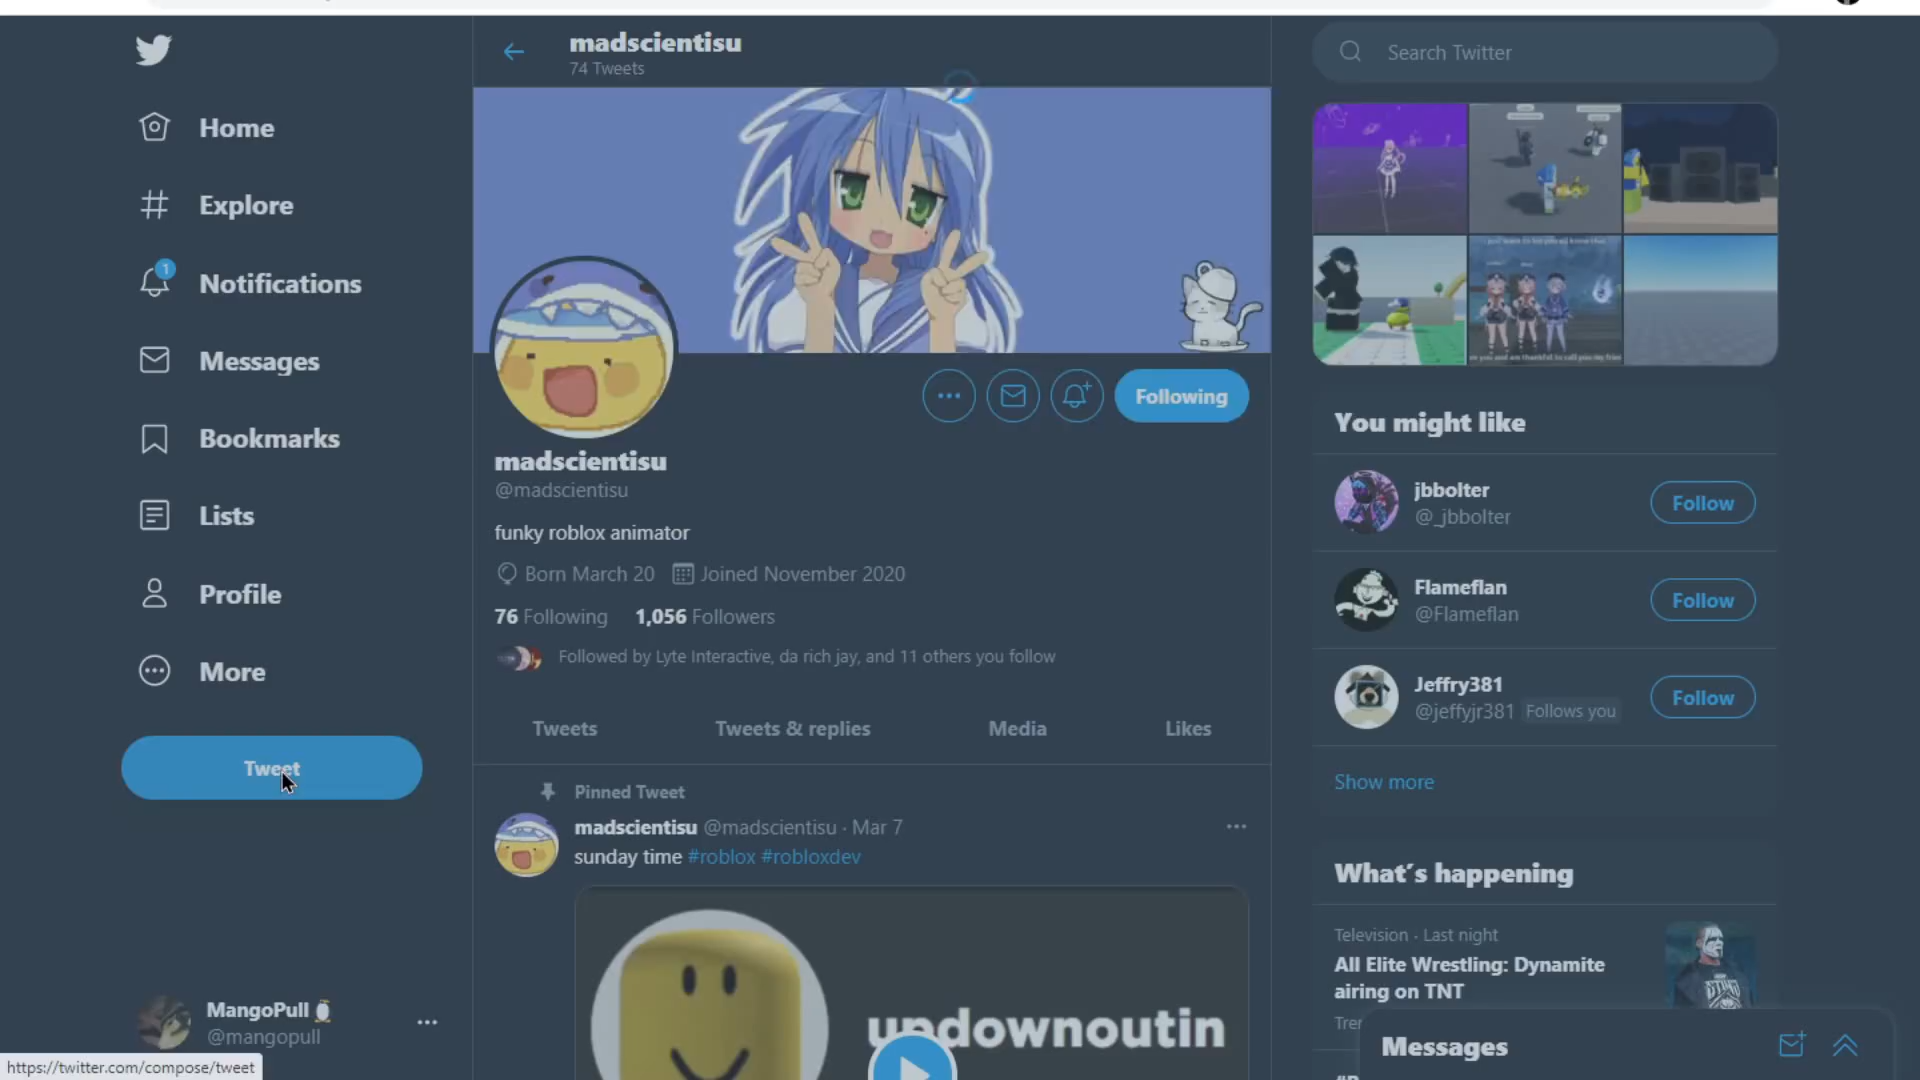 madscientisu
74 Tweets
Search Twitter
Home
Explore
1
Notifications
Messages
Bookmarks
Lists
Profile
More
Tweet
MangoPull
@mangopull
https://twitter.com/compose/tweet
Following
madscientisu
@madscientisu
funky roblox animator
Born March 20 Joined November 2020
76 Following 1,056 Followers
Followed by Lyte Interactive, da rich jay, and 11 others you follow
Tweets Tweets & replies Media Likes
Pinned Tweet
madscientisu @madscientisu · Mar 7
sunday time #roblox #robloxdev
updownoutin
You might like
jbbolter
@_jbbolter
Follow
Flameflan
@Flameflan
Follow
Jeffry381
@jeffyjr381 Follows you
Follow
Show more
What's happening
Television · Last night
All Elite Wrestling: Dynamite
airing on TNT
Messages